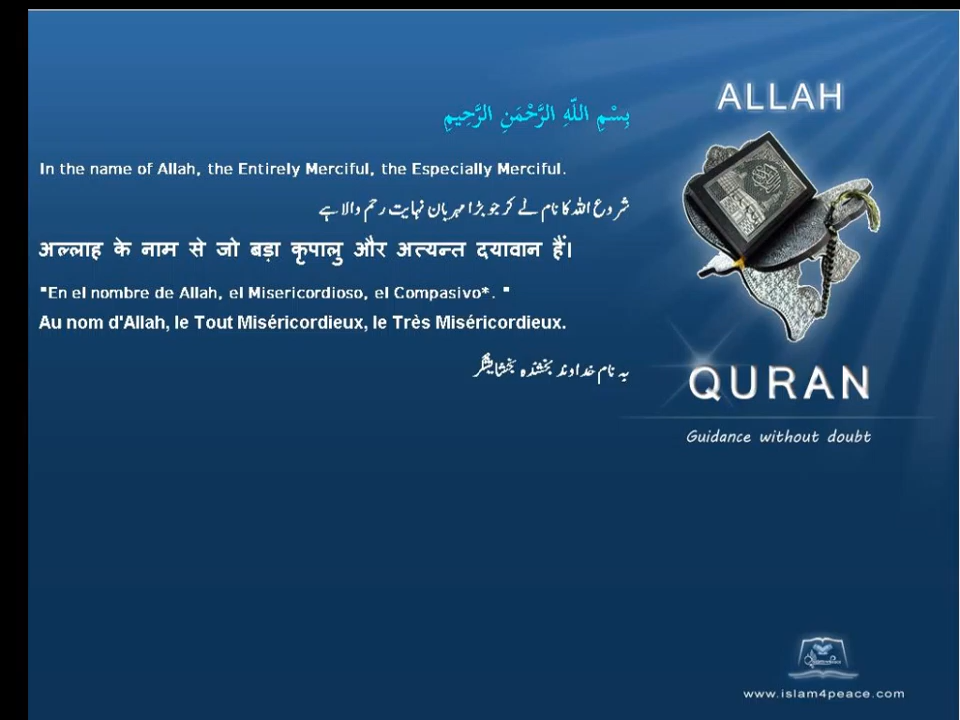 بِسْمِ اللَّهِ الرَّحْمَنِ الرَّحِيمِ
In the name of Allah, the Entirely Merciful, the Especially Merciful.
شروع الله کا نام لے کر جو بڑا مہربان نہایت رحم والا ہے
अल्लाह के नाम से जो बड़ा कृपालु और अत्यन्त दयावान हैं।
"En el nombre de Allah, el Misericordioso, el Compasivo*. "
Au nom d'Allah, le Tout Miséricordieux, le Très Miséricordieux.
به نام خداوند بخشنده بخشایشگر
ALLAH
QURAN
Guidance without doubt
www.islam4peace.com